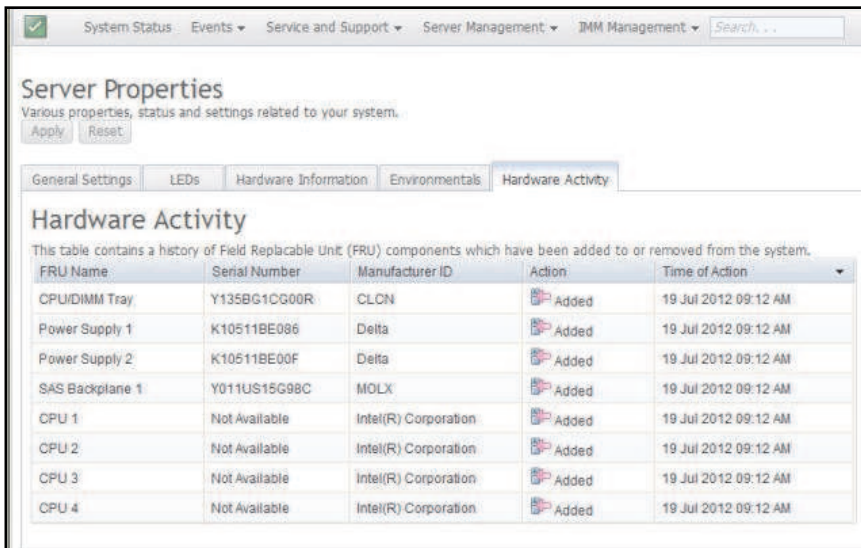 System Status Events Service and Support Server Management IMM Management Search...
Server Properties
Various properties, status and settings related to your system.
Apply Reset
General Settings LEDs Hardware Information Environmentals Hardware Activity
Hardware Activity
This table contains a history of Field Replacable Unit (FRU) components which have been added to or removed from the system.
FRU Name Serial Number Manufacturer ID Action Time of Action
CPU/DIMM Tray Y135BG1CG00R CLCN Added 19 Jul 2012 09:12 AM
Power Supply 1 K10511BE086 Delta Added 19 Jul 2012 09:12 AM
Power Supply 2 K10511BE00F Delta Added 19 Jul 2012 09:12 AM
SAS Backplane 1 Y011US15G98C MOLX Added 19 Jul 2012 09:12 AM
CPU 1 Not Available Intel(R) Corporation Added 19 Jul 2012 09:12 AM
CPU 2 Not Available Intel(R) Corporation Added 19 Jul 2012 09:12 AM
CPU 3 Not Available Intel(R) Corporation Added 19 Jul 2012 09:12 AM
CPU 4 Not Available Intel(R) Corporation Added 19 Jul 2012 09:12 AM